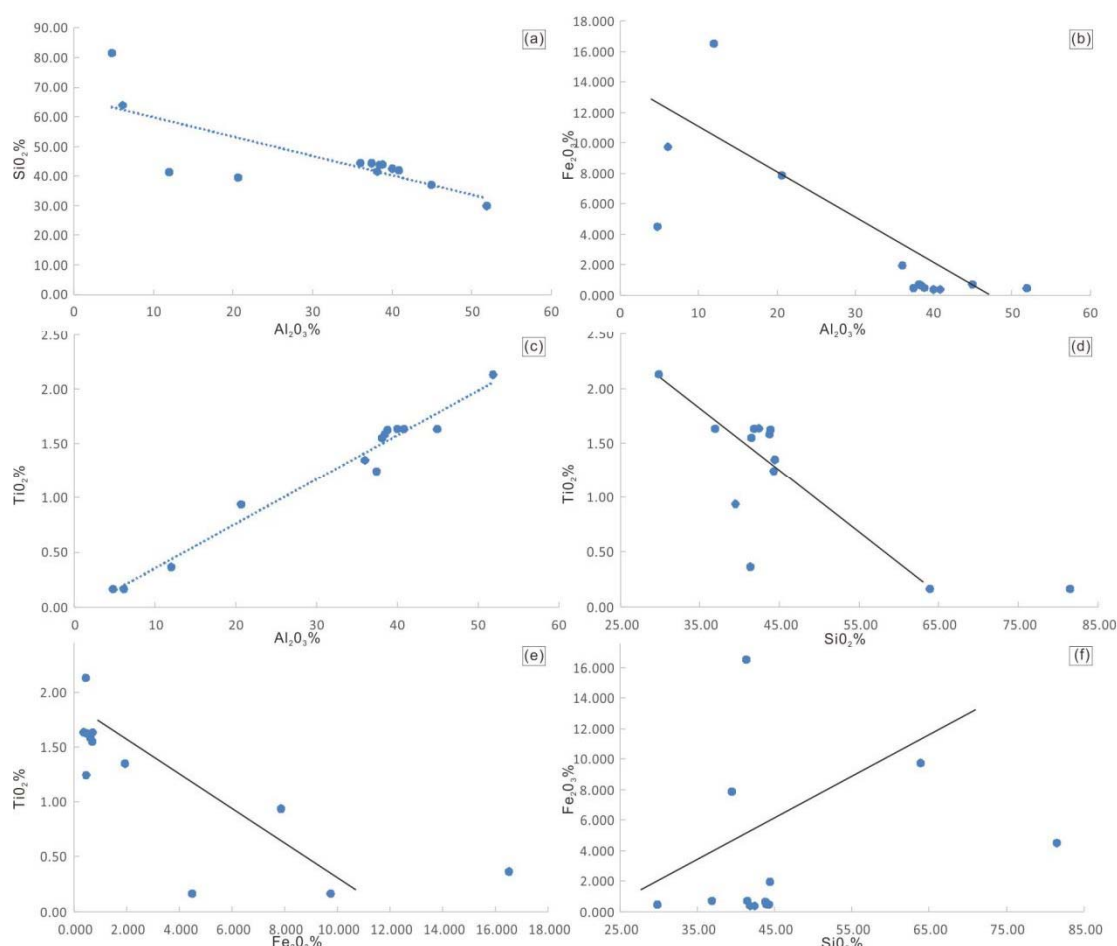 (a)
90.00
80.00
70.00
60.00
50.00
40.00
30.00
20.00
10.00
0.00
SiO₂%
0 10 20 30 40 50 60
Al₂O₃%
(b)
18.000
16.000
14.000
12.000
10.000
8.000
6.000
4.000
2.000
0.000
Fe₂O₃%
0 10 20 30 40 50 60
Al₂O₃%
(c)
2.50
2.00
1.50
1.00
0.50
0.00
TiO₂%
0 10 20 30 40 50 60
Al₂O₃%
(d)
2.50
2.00
1.50
1.00
0.50
0.00
TiO₂%
25.00 35.00 45.00 55.00 65.00 75.00 85.00
SiO₂%
(e)
2.00
1.50
1.00
0.50
0.00
TiO₂%
0.000 2.000 4.000 6.000 8.000 10.000 12.000 14.000 16.000 18.000
(f)
16.000
14.000
12.000
10.000
8.000
6.000
4.000
2.000
0.000
Fe₂O₃%
25.00 35.00 45.00 55.00 65.00 75.00 85.00